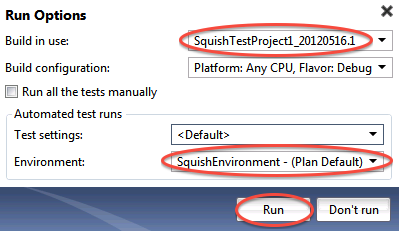 Run Options
Build in use: SquishTestProject1_20120516.1
Build configuration: Platform: Any CPU, Flavor: Debug
Run all the tests manually
Automated test runs
Test settings: <Default>
Environment: SquishEnvironment - (Plan Default)
Run Don't run